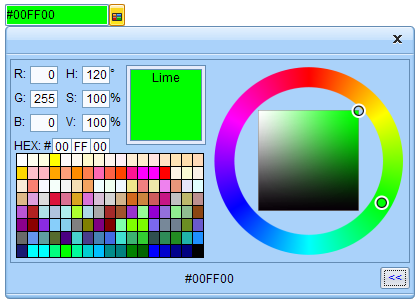 #00FF00
x
R: 0 H: 120 °
Lime
G: 255 S: 100 %
B: 0 V: 100 %
HEX: # 00 FF 00
#00FF00
<<